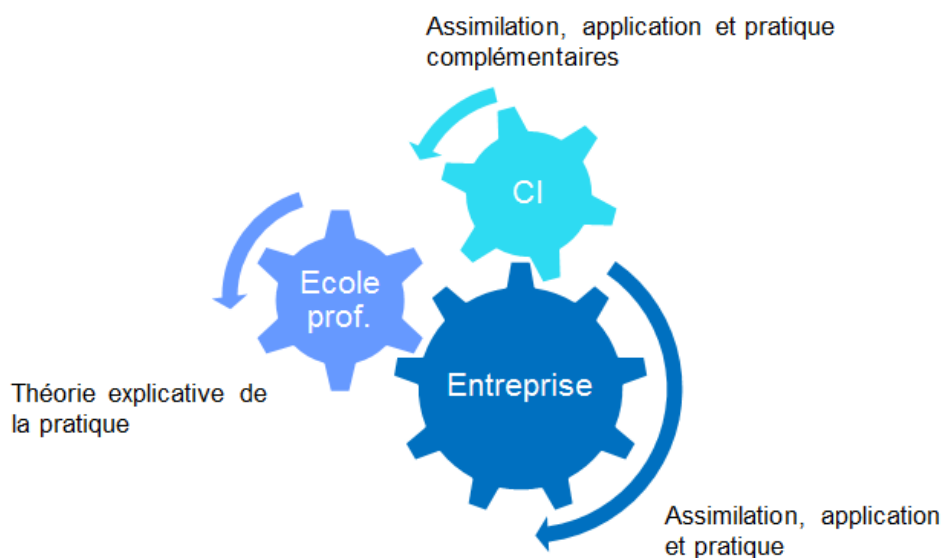 Assimilation, application et pratique
complémentaires
CI
Ecole
prof.
Entreprise
Théorie explicative de
la pratique
Assimilation, application
et pratique